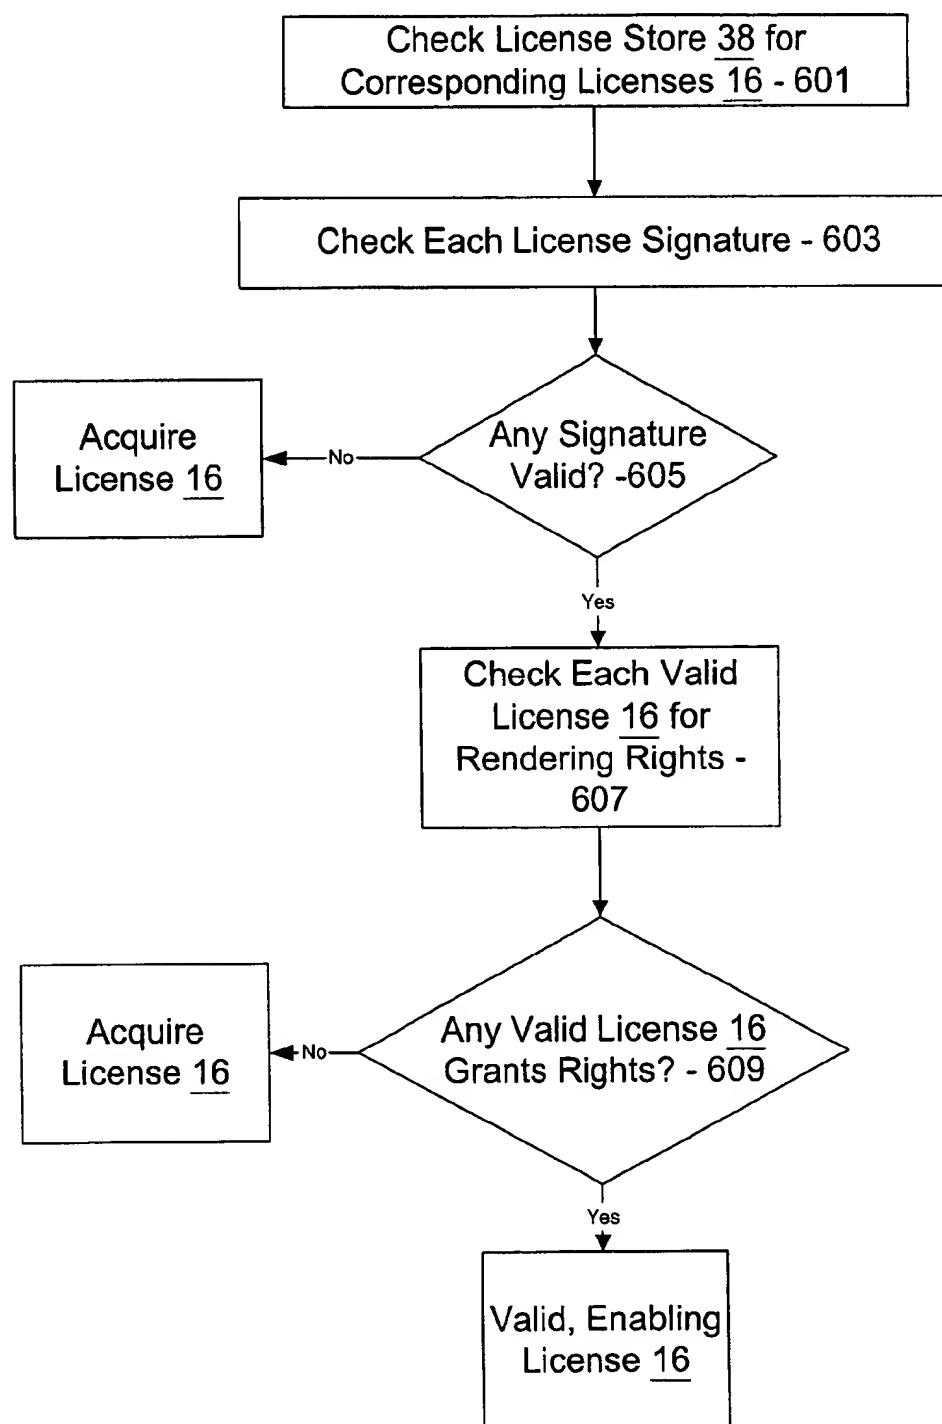 Check License Store 38 for
Corresponding Licenses 16 - 601
Check Each License Signature - 603
Any Signature
Valid? -605
No
Acquire
License 16
Yes
Check Each Valid
License 16 for
Rendering Rights -
607
Any Valid License 16
Grants Rights? - 609
No
Acquire
License 16
Yes
Valid, Enabling
License 16